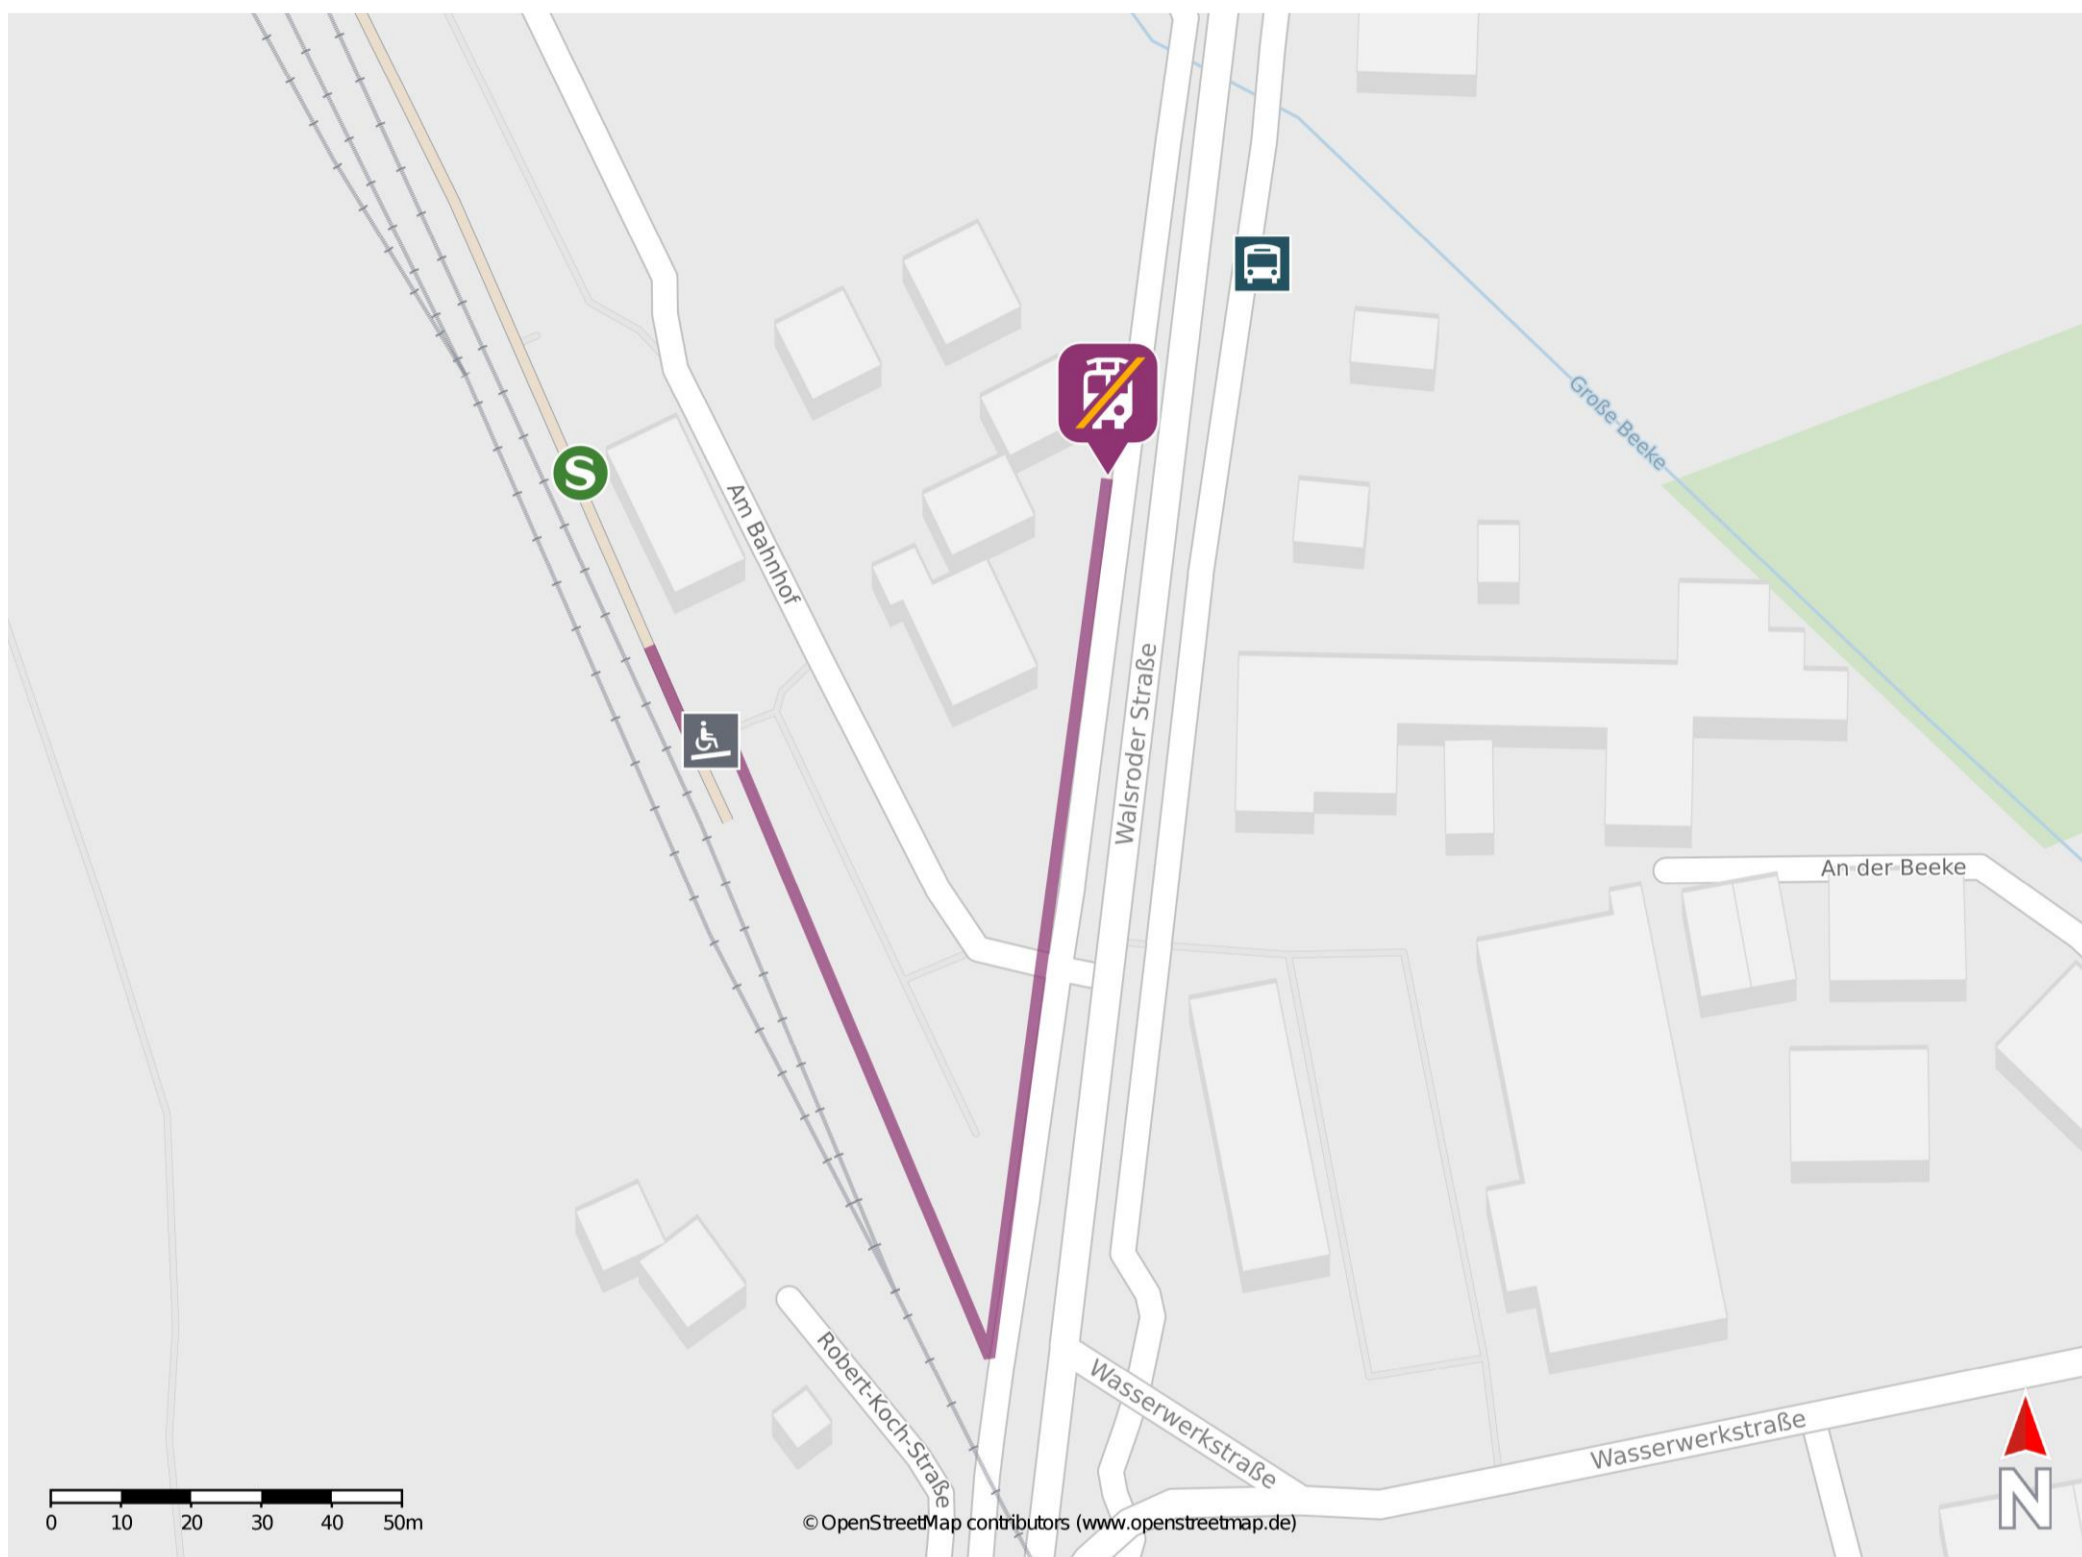 S
Große Beeke
Am Bahnhof
Walsroder Straße
An der Beeke
Robert-Koch-Straße
Wasserwerkstraße
Wasserwerkstraße
N
0 10 20 30 40 50m
© OpenStreetMap contributors (www.openstreetmap.de)